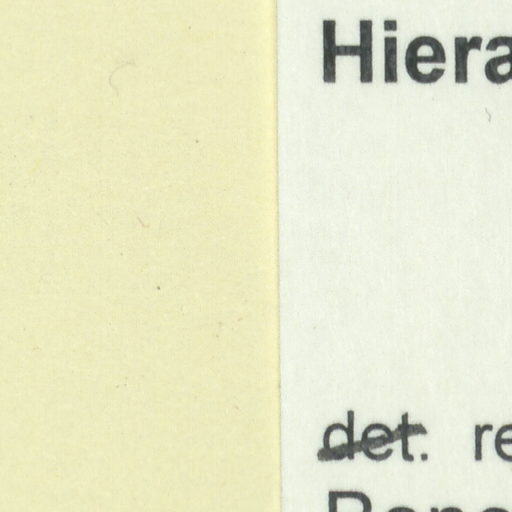 Hiera
det. re